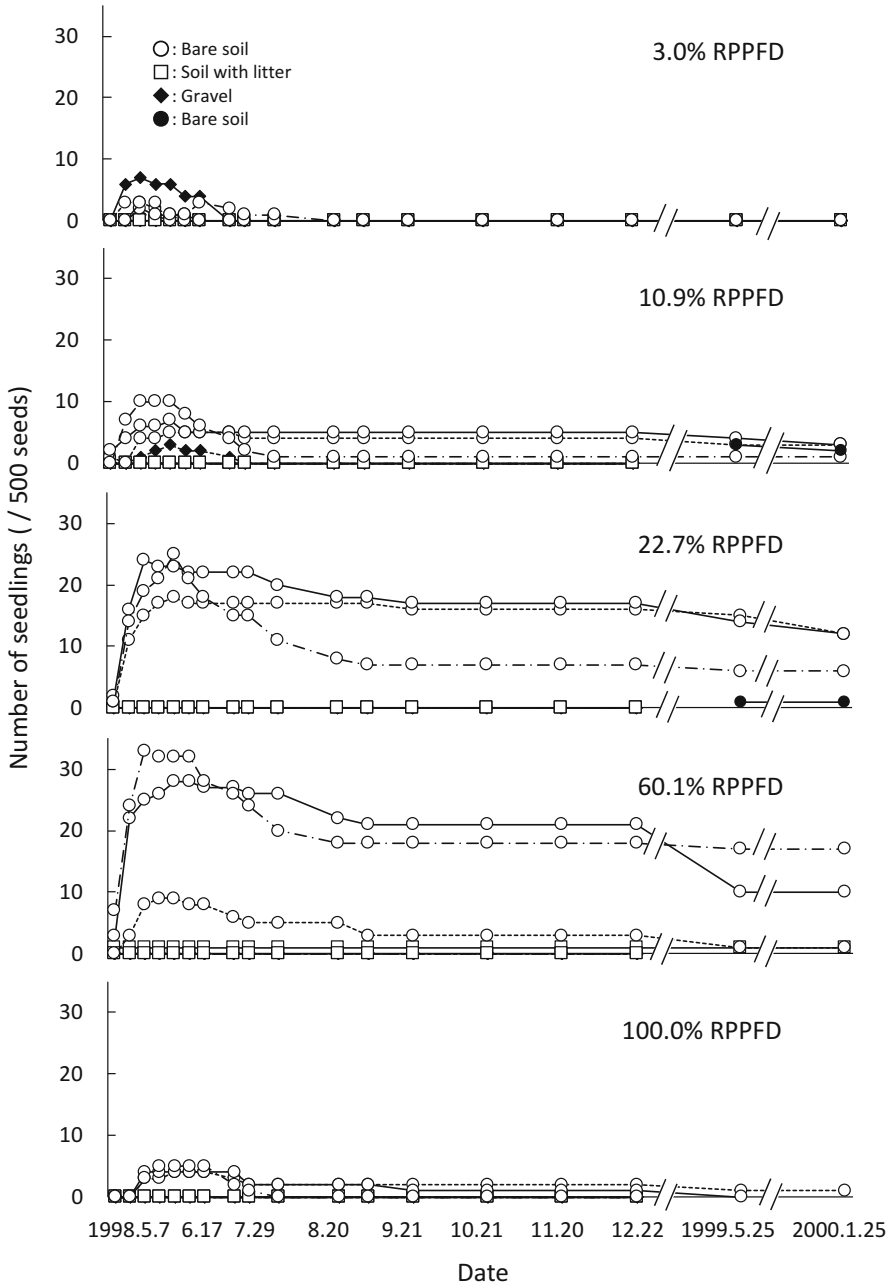 30
20
10
0
○: Bare soil
□: Soil with litter
◆: Gravel
●: Bare soil
3.0% RPPFD
30
20
10
0
10.9% RPPFD
30
20
10
0
22.7% RPPFD
30
20
10
0
60.1% RPPFD
30
20
10
0
100.0% RPPFD
Number of seedlings ( / 500 seeds)
1998.5.7 6.17 7.29 8.20 9.21 10.21 11.20 12.22 1999.5.25 2000.1.25
Date